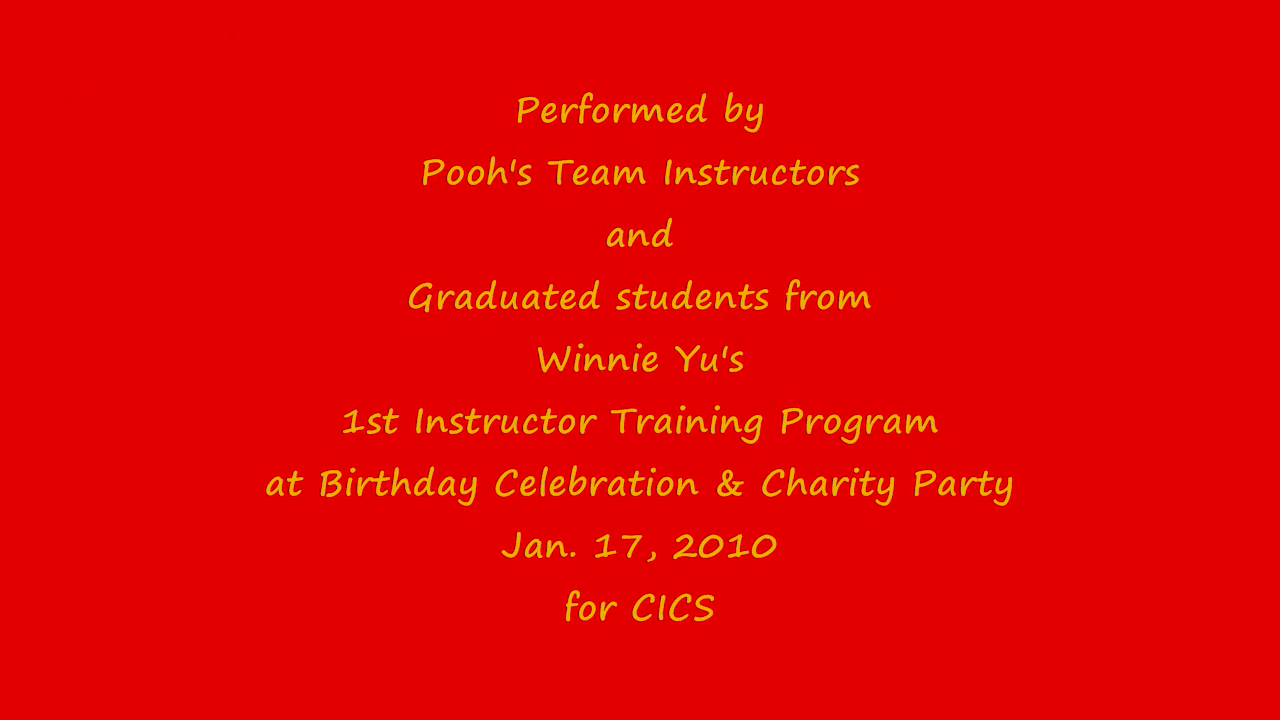 Performed by
Pooh's Team Instructors
and
Graduated students from
Winnie Yu's
1st Instructor Training Program
at Birthday Celebration & Charity Party
Jan. 17, 2010
for CICS